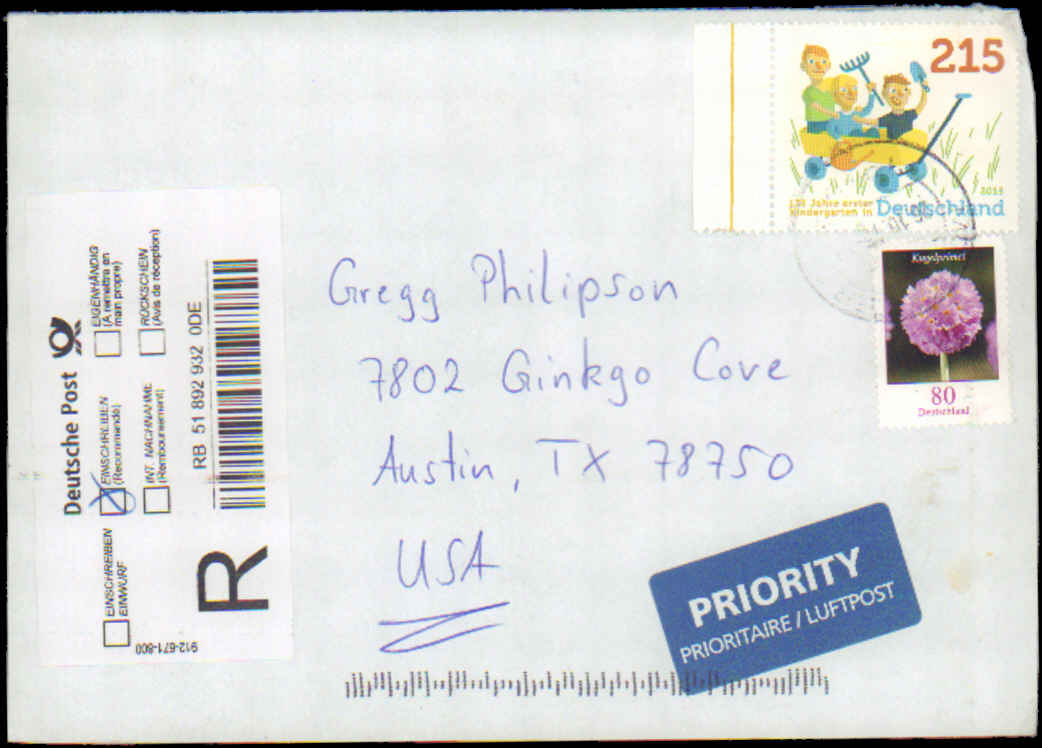 215
2015
175 Jahre erster
Kindergarten in Deutschland
Kugelprimel
80
Deutschland
Gregg Philipson
7802 Ginkgo Cove
Austin, TX 78750
USA
PRIORITY
PRIORITAIRE / LUFTPOST
Deutsche Post
EINSCHREIBEN
EINWURF
EINSCHREIBEN
(Recommandé)
EIGENHÄNDIG
(A remettre en
main propre)
INT. NACHNAHME
(Remboursement)
RÜCKSCHEIN
(Avis de réception)
R
RB 51 892 932 0DE
912-671-800